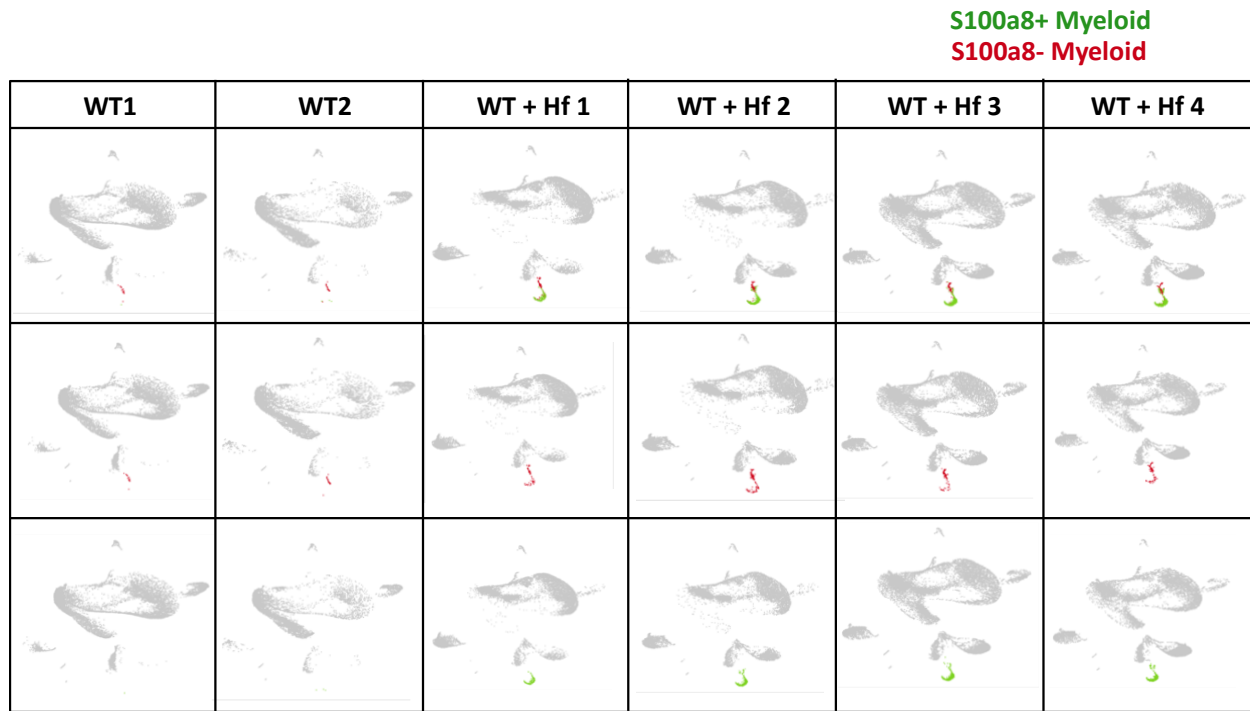 S100a8+ Myeloid
S100a8- Myeloid
WT1 WT2 WT + Hf 1 WT + Hf 2 WT + Hf 3 WT + Hf 4